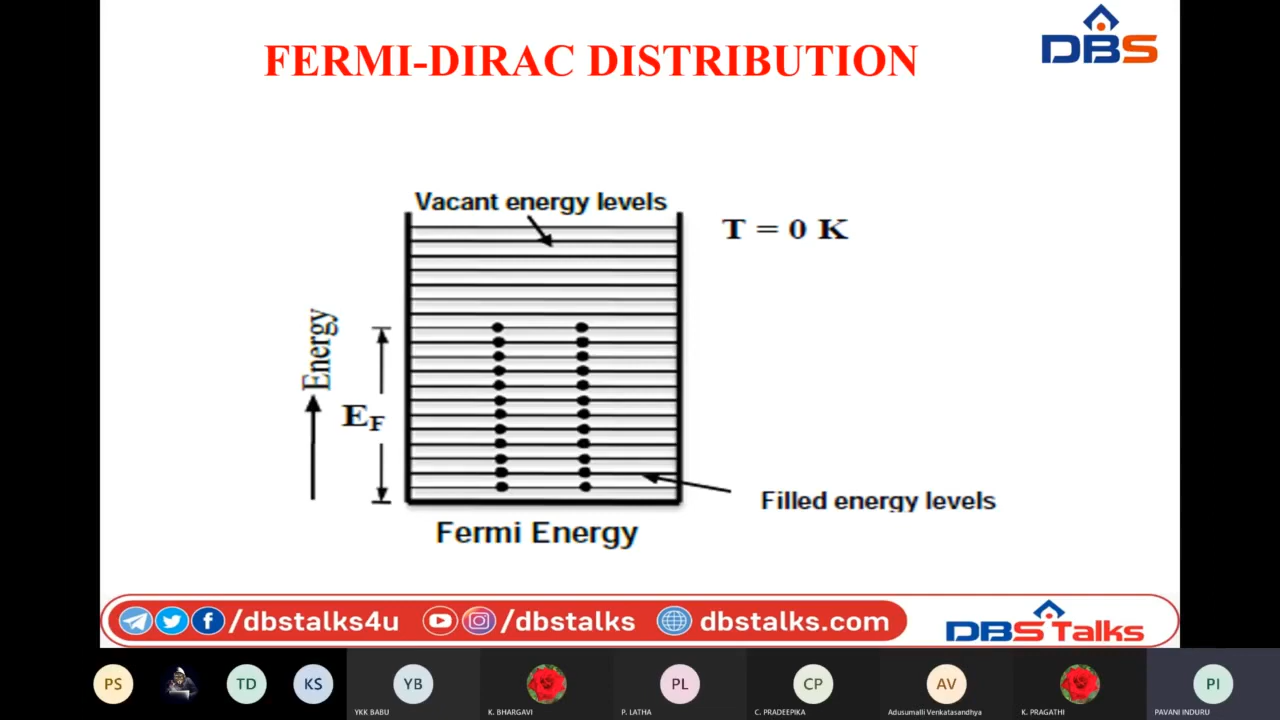 DBS
FERMI-DIRAC DISTRIBUTION
Vacant energy levels
T = 0 K
Energy
EF
Filled energy levels
Fermi Energy
/dbstalks4u /dbstalks dbstalks.com
DBS Talks
PS TD KS YB PL CP AV PI
YKK BABU K. BHARGAVI P. LATHA C. PRADEEPIKA Adusumalli Venkatasandhya K. PRAGATHI PAVANI INDURU